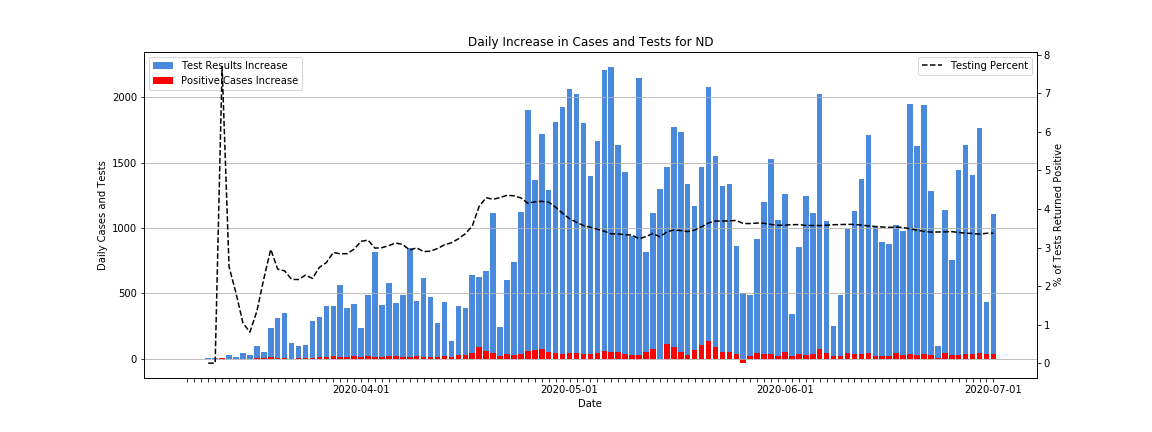 Daily Increase in Cases and Tests for ND
Test Results Increase
Positive Cases Increase
Testing Percent
Daily Cases and Tests
2000
1500
1000
500
0
8
7
6
5
4
3
2
1
0
% of Tests Returned Positive
2020-04-01
2020-05-01
2020-06-01
2020-07-01
Date